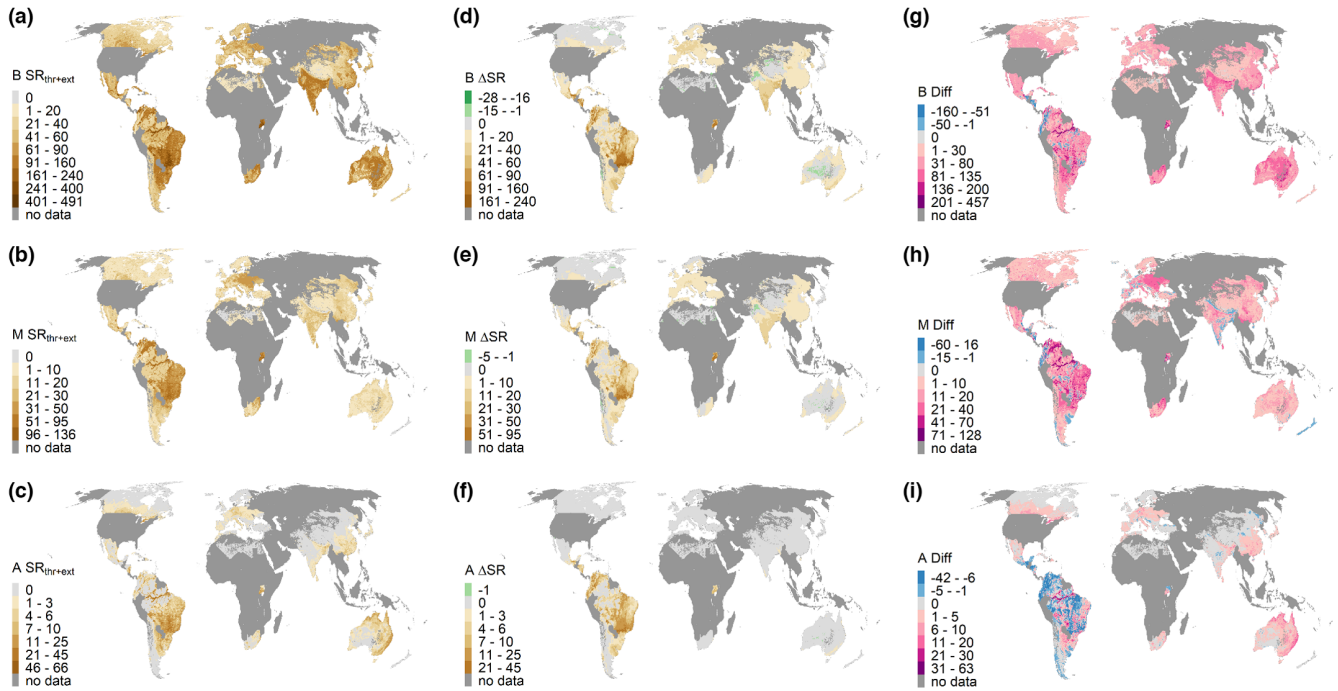 (a)
B SRthr+ext
0
1 - 20
21 - 40
41 - 60
61 - 90
91 - 160
161 - 240
241 - 400
401 - 491
no data
(d)
B ΔSR
-28 - -16
-15 - -1
0
1 - 20
21 - 40
41 - 60
61 - 90
91 - 160
161 - 240
no data
(g)
B Diff
-160 - -51
-50 - -1
0
1 - 30
31 - 80
81 - 135
136 - 200
201 - 457
no data
(b)
M SRthr+ext
0
1 - 10
11 - 20
21 - 30
31 - 50
51 - 95
96 - 136
no data
(e)
M ΔSR
-5 - -1
0
1 - 10
11 - 20
21 - 30
31 - 50
51 - 95
no data
(h)
M Diff
-60 - 16
-15 - -1
0
1 - 10
11 - 20
21 - 40
41 - 70
71 - 128
no data
(c)
A SRthr+ext
0
1 - 3
4 - 6
7 - 10
11 - 25
21 - 45
46 - 66
no data
(f)
A ΔSR
-1
0
1 - 3
4 - 6
7 - 10
11 - 25
21 - 45
no data
(i)
A Diff
-42 - -6
-5 - -1
0
1 - 5
6 - 10
11 - 20
21 - 30
31 - 63
no data